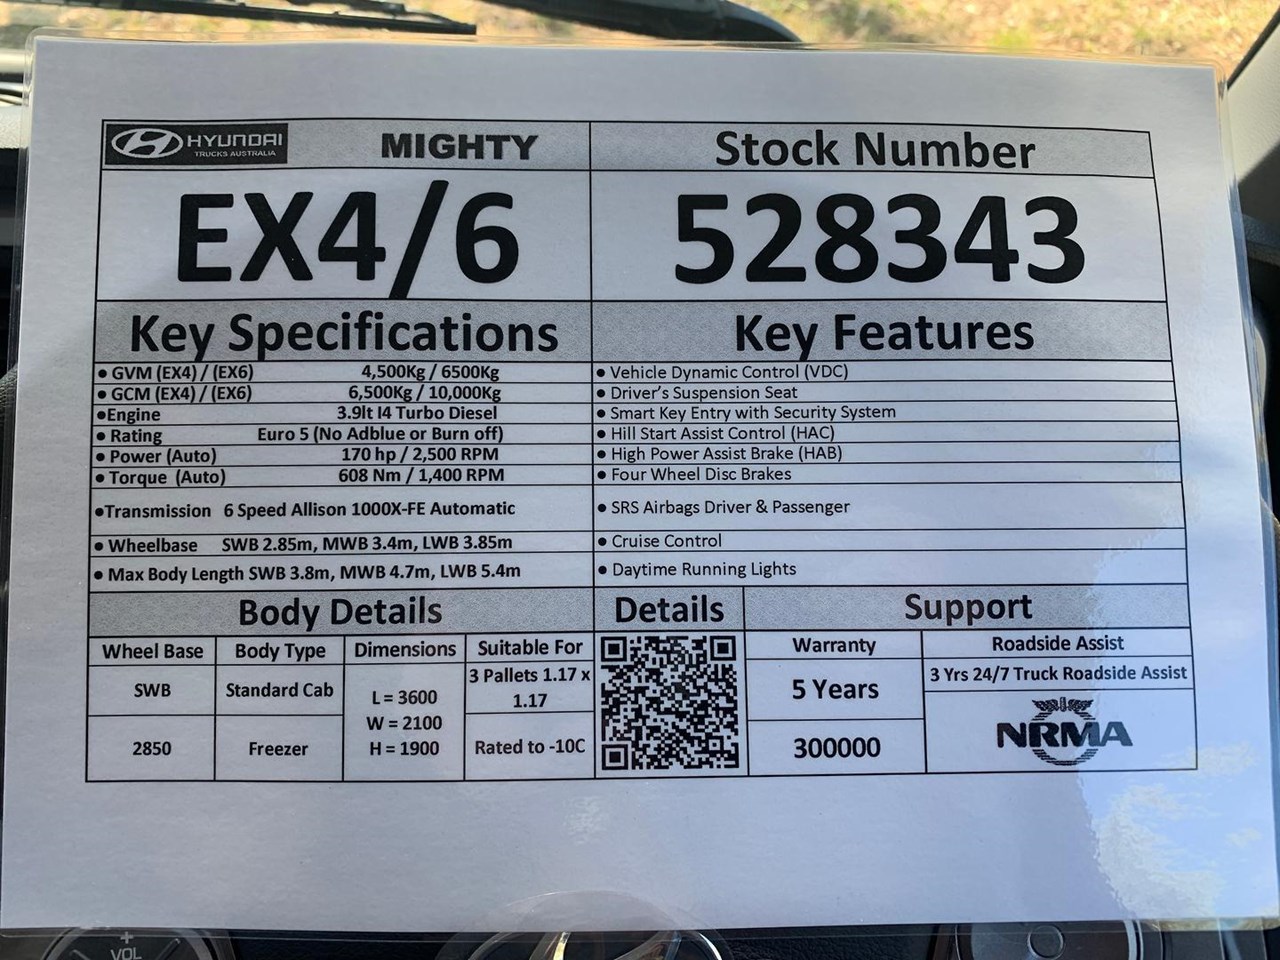 HYUNDAI
TRUCKS AUSTRALIA
MIGHTY
Stock Number
EX4/6
528343
Key Specifications
Key Features
• GVM (EX4) / (EX6) 4,500Kg / 6500Kg
• Vehicle Dynamic Control (VDC)
• GCM (EX4) / (EX6) 6,500Kg / 10,000Kg
• Driver's Suspension Seat
•Engine 3.9lt I4 Turbo Diesel
• Smart Key Entry with Security System
• Rating Euro 5 (No Adblue or Burn off)
• Hill Start Assist Control (HAC)
• Power (Auto) 170 hp / 2,500 RPM
• High Power Assist Brake (HAB)
• Torque (Auto) 608 Nm / 1,400 RPM
• Four Wheel Disc Brakes
•Transmission 6 Speed Allison 1000X-FE Automatic
• SRS Airbags Driver & Passenger
• Wheelbase SWB 2.85m, MWB 3.4m, LWB 3.85m
• Cruise Control
• Max Body Length SWB 3.8m, MWB 4.7m, LWB 5.4m
• Daytime Running Lights
Body Details
Details
Support
Wheel Base
Body Type
Dimensions
Suitable For
Warranty
Roadside Assist
SWB
Standard Cab
L = 3600
W = 2100
H = 1900
3 Pallets 1.17 x
1.17
5 Years
3 Yrs 24/7 Truck Roadside Assist
2850
Freezer
Rated to -10C
300000
NRMA
+
VOL